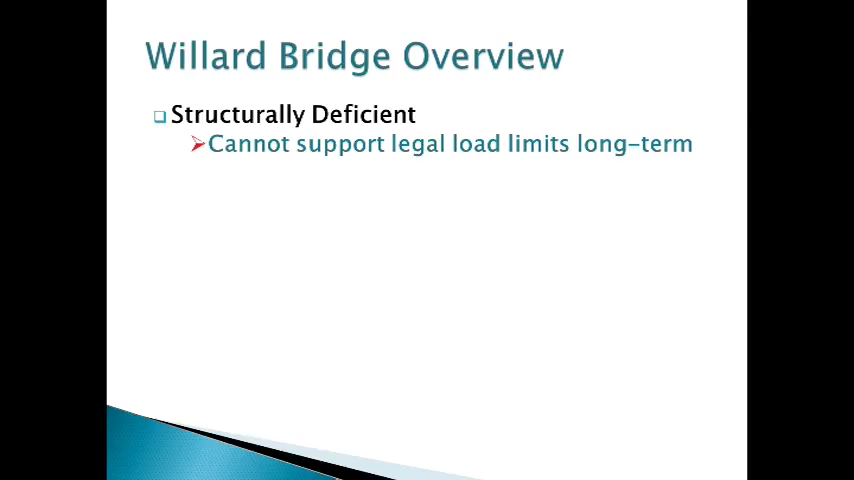 Willard Bridge Overview
Structurally Deficient
Cannot support legal load limits long-term